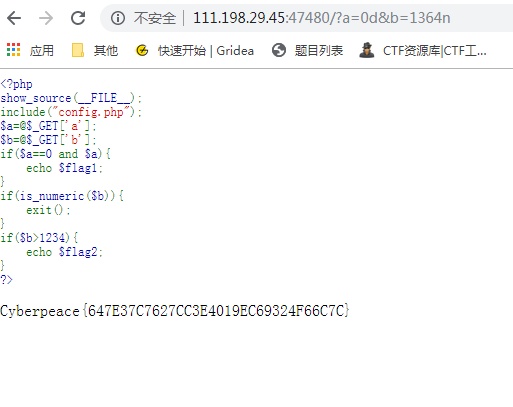 不安全 | 111.198.29.45:47480/?a=0d&b=1364n
应用 其他 快速开始 | Gridea 题目列表 CTF资源库|CTF工...
<?php
show_source(__FILE__);
include("config.php");
$a=@$_GET['a'];
$b=@$_GET['b'];
if($a==0 and $a){
    echo $flag1;
}
if(is_numeric($b)){
    exit();
}
if($b>1234){
    echo $flag2;
}
?>
Cyberpeace{647E37C7627CC3E4019EC69324F66C7C}